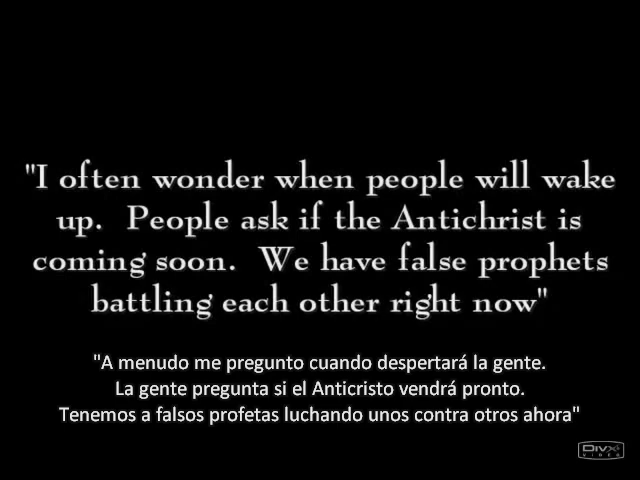 "I often wonder when people will wake
up.  People ask if the Antichrist is
coming soon.  We have false prophets
battling each other right now"
"A menudo me pregunto cuando despertará la gente.
La gente pregunta si el Anticristo vendrá pronto.
Tenemos a falsos profetas luchando unos contra otros ahora"
DivX
VIDEO